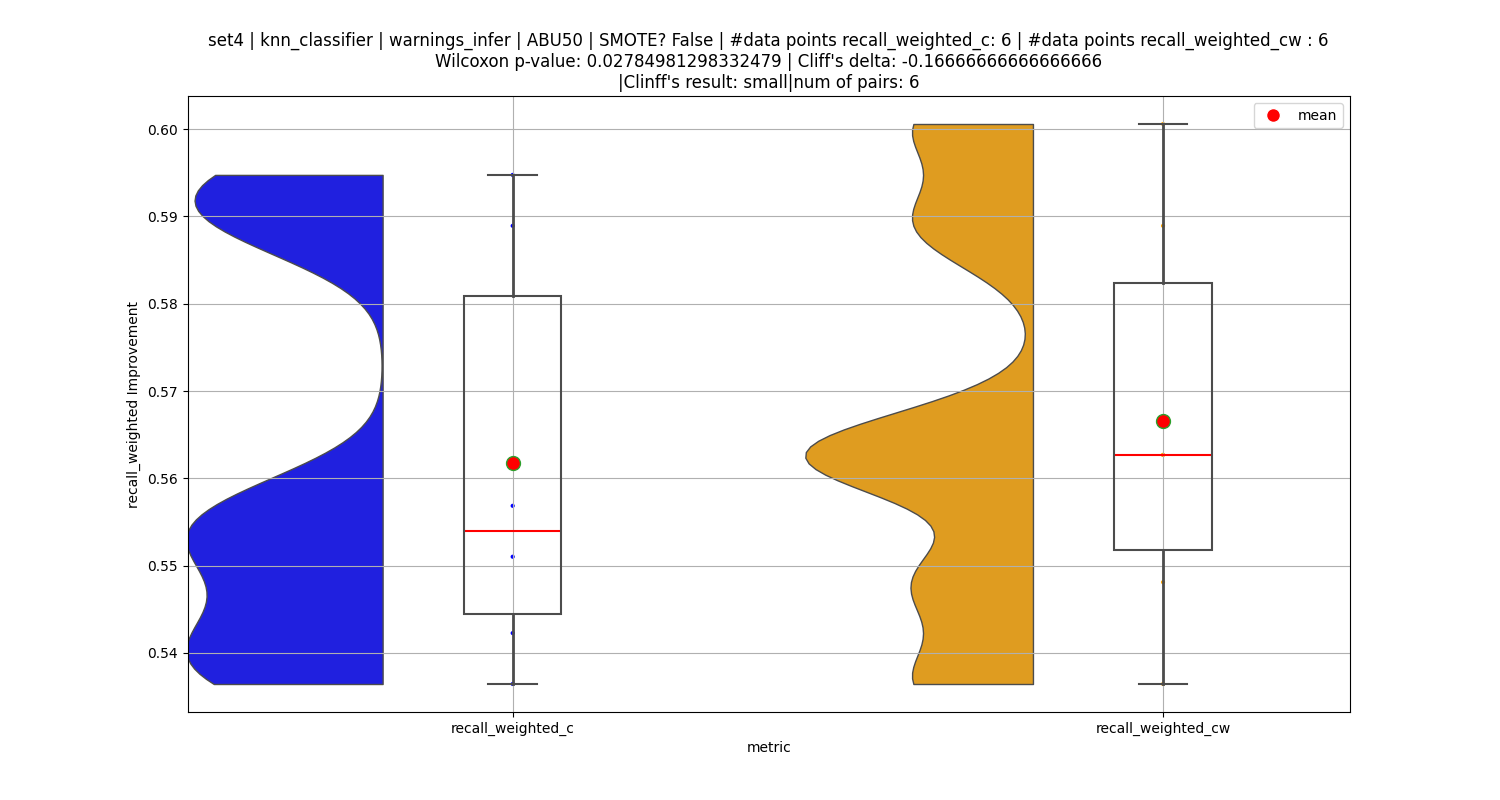 set4 | knn_classifier | warnings_infer | ABU50 | SMOTE? False | #data points recall_weighted_c: 6 | #data points recall_weighted_cw : 6
Wilcoxon p-value: 0.02784981298332479 | Cliff's delta: -0.16666666666666666
|Clinff's result: small|num of pairs: 6
mean
0.60
0.59
0.58
0.57
0.56
0.55
0.54
recall_weighted Improvement
recall_weighted_c
recall_weighted_cw
metric